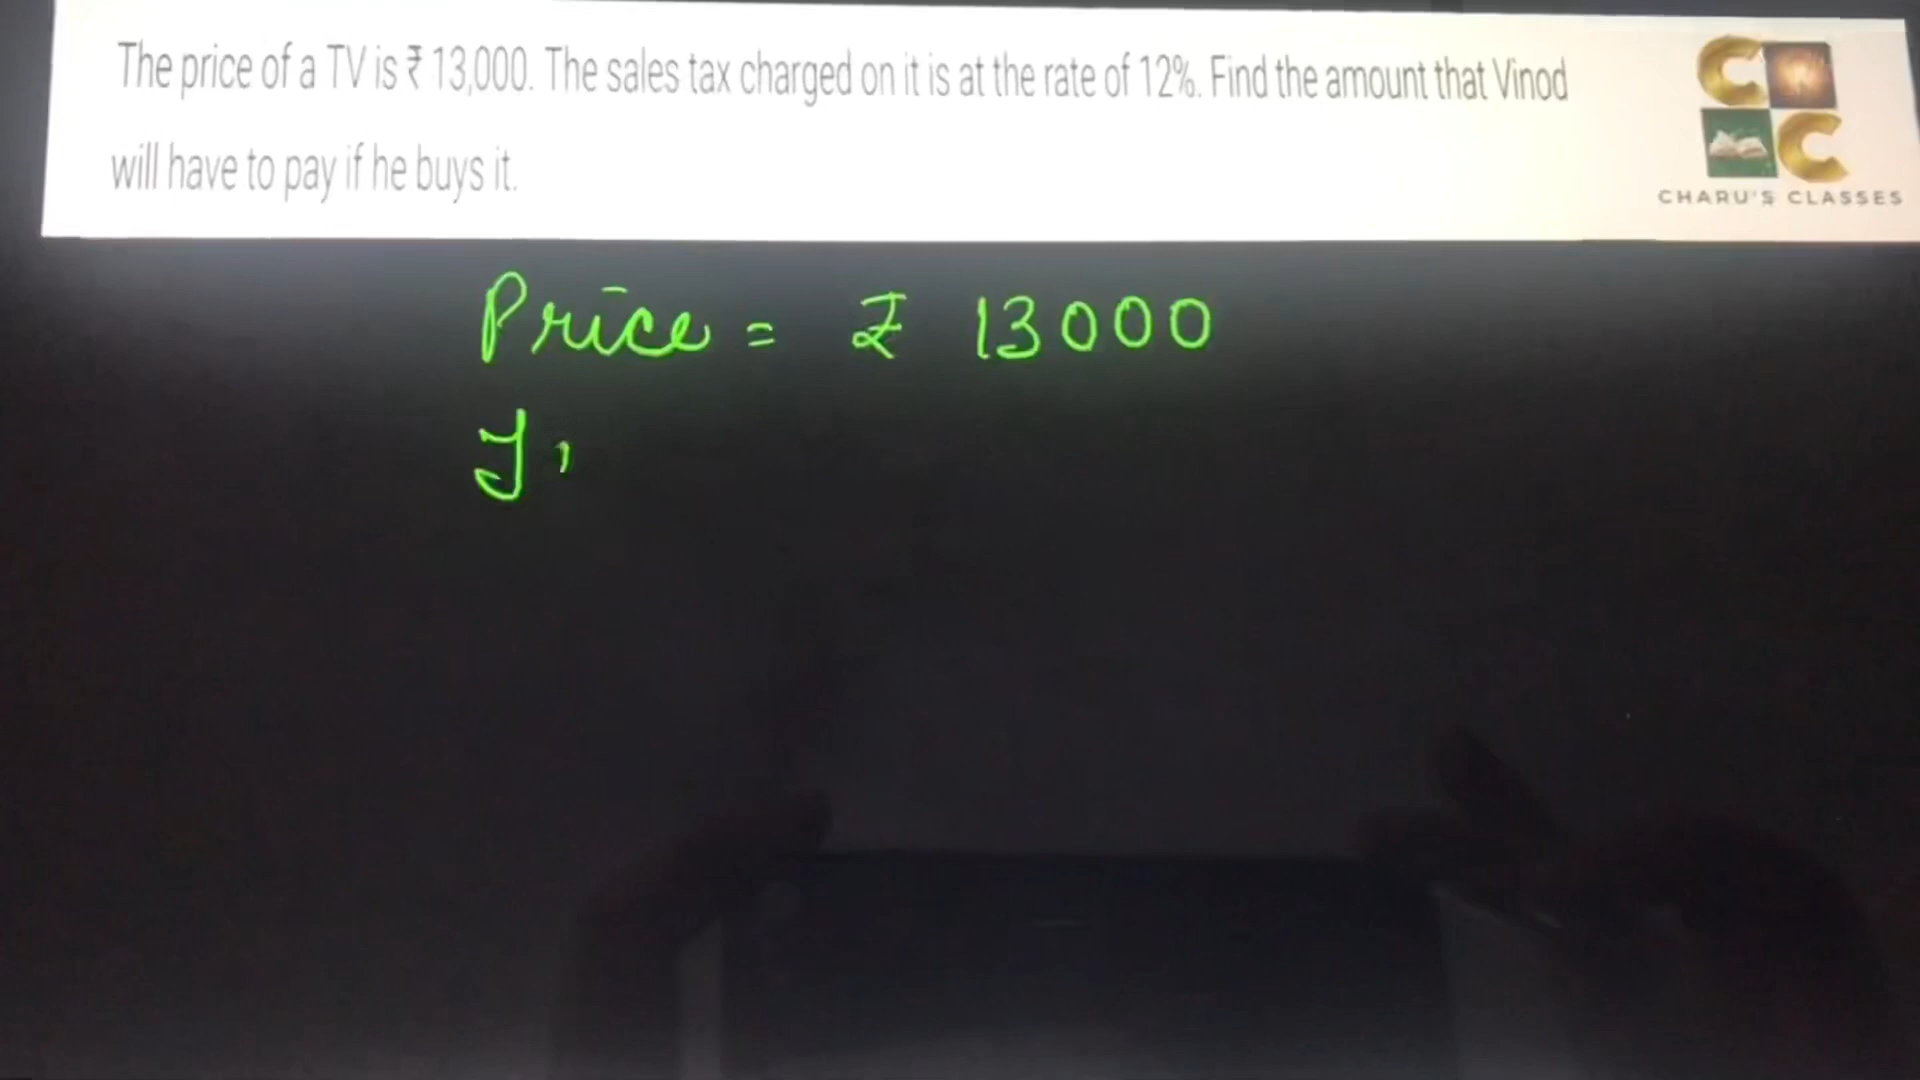 The price of a TV is ₹ 13,000. The sales tax charged on it is at the rate of 12%. Find the amount that Vinod
will have to pay if he buys it.
CHARU'S CLASSES
Price = ₹ 13000